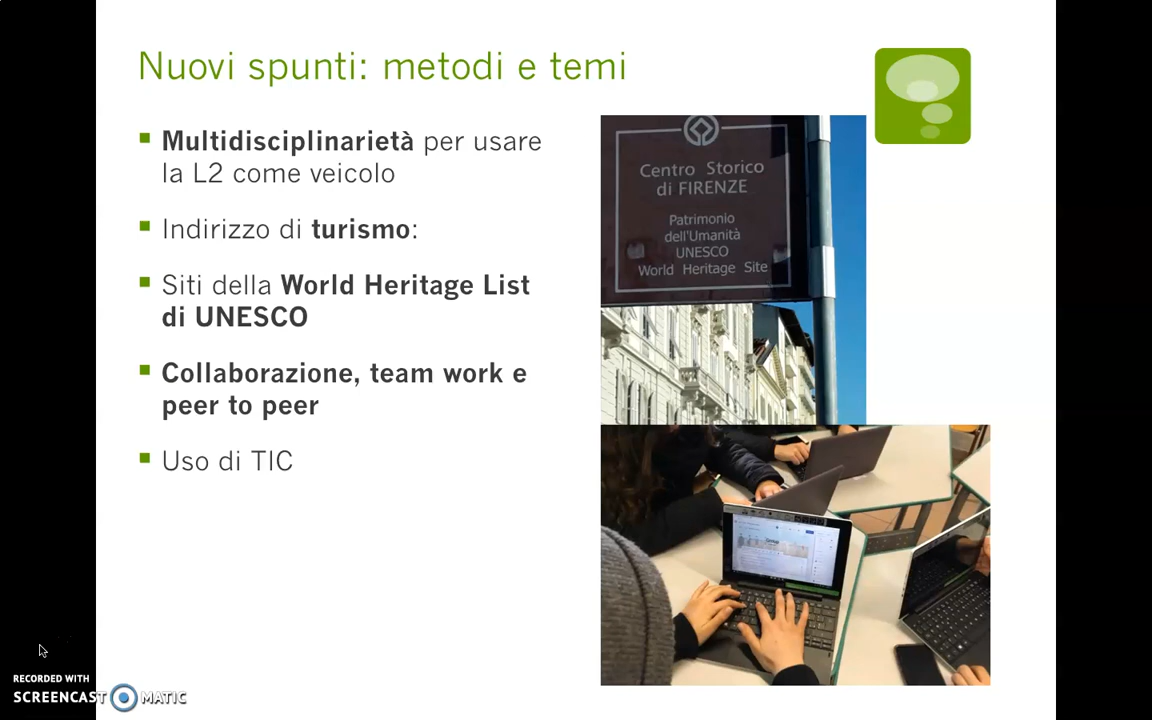 Nuovi spunti: metodi e temi
Multidisciplinarietà per usare
la L2 come veicolo
Indirizzo di turismo:
Siti della World Heritage List
di UNESCO
Collaborazione, team work e
peer to peer
Uso di TIC
Centro Storico
di FIRENZE
Patrimonio
dell'Umanità
UNESCO
World Heritage Site
RECORDED WITH
SCREENCAST MATIC